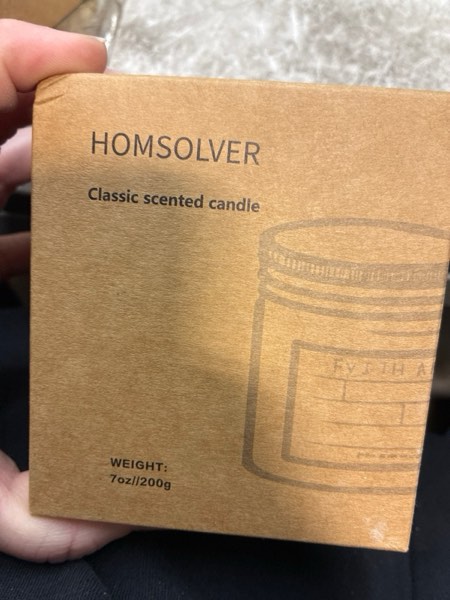 HOMSOLVER
Classic scented candle
WEIGHT:
7oz//200g